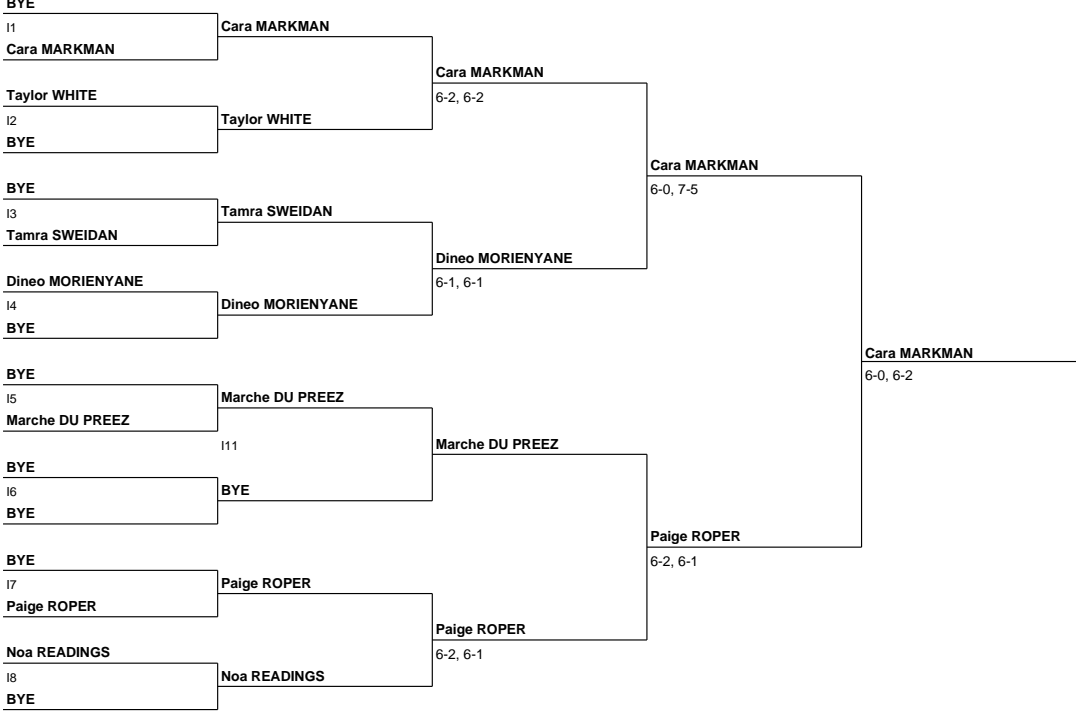 BYE
I1
Cara MARKMAN
Cara MARKMAN
Cara MARKMAN
6-2, 6-2
Taylor WHITE
I2
Taylor WHITE
BYE
Cara MARKMAN
6-0, 7-5
BYE
I3
Tamra SWEIDAN
Tamra SWEIDAN
Dineo MORIENYANE
6-1, 6-1
Dineo MORIENYANE
I4
Dineo MORIENYANE
BYE
Cara MARKMAN
6-0, 6-2
BYE
I5
Marche DU PREEZ
Marche DU PREEZ
I11
Marche DU PREEZ
BYE
I6
BYE
BYE
Paige ROPER
6-2, 6-1
BYE
I7
Paige ROPER
Paige ROPER
Paige ROPER
6-2, 6-1
Noa READINGS
I8
Noa READINGS
BYE